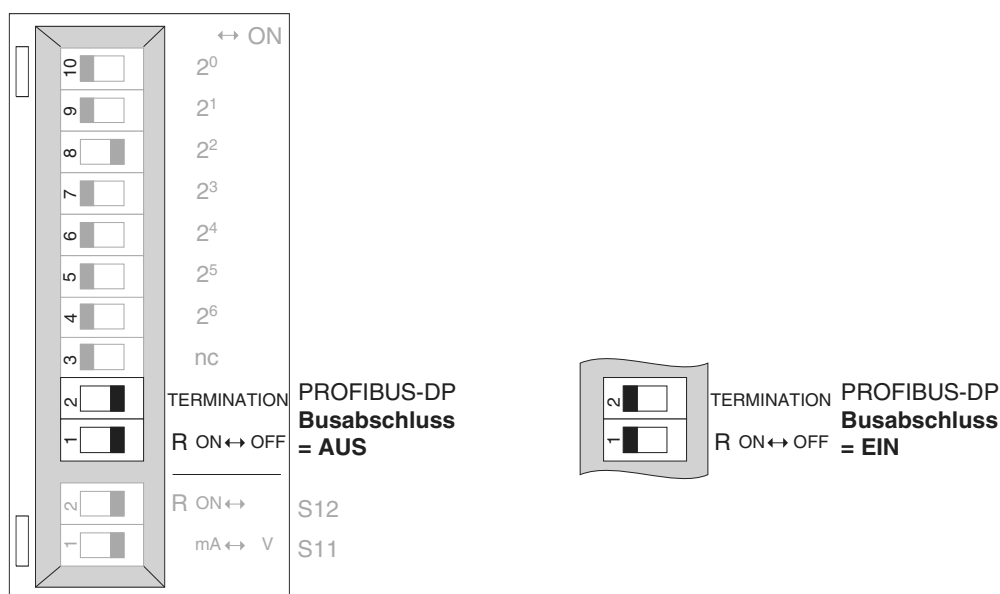 ↔ ON
10 2⁰
9 2¹
8 2²
7 2³
6 2⁴
5 2⁵
4 2⁶
3 nc
2 TERMINATION
1 R ON ↔ OFF
PROFIBUS-DP
Busabschluss
= AUS
2 R ON ↔ S12
1 mA ↔ V S11
2 TERMINATION
1 R ON ↔ OFF
PROFIBUS-DP
Busabschluss
= EIN